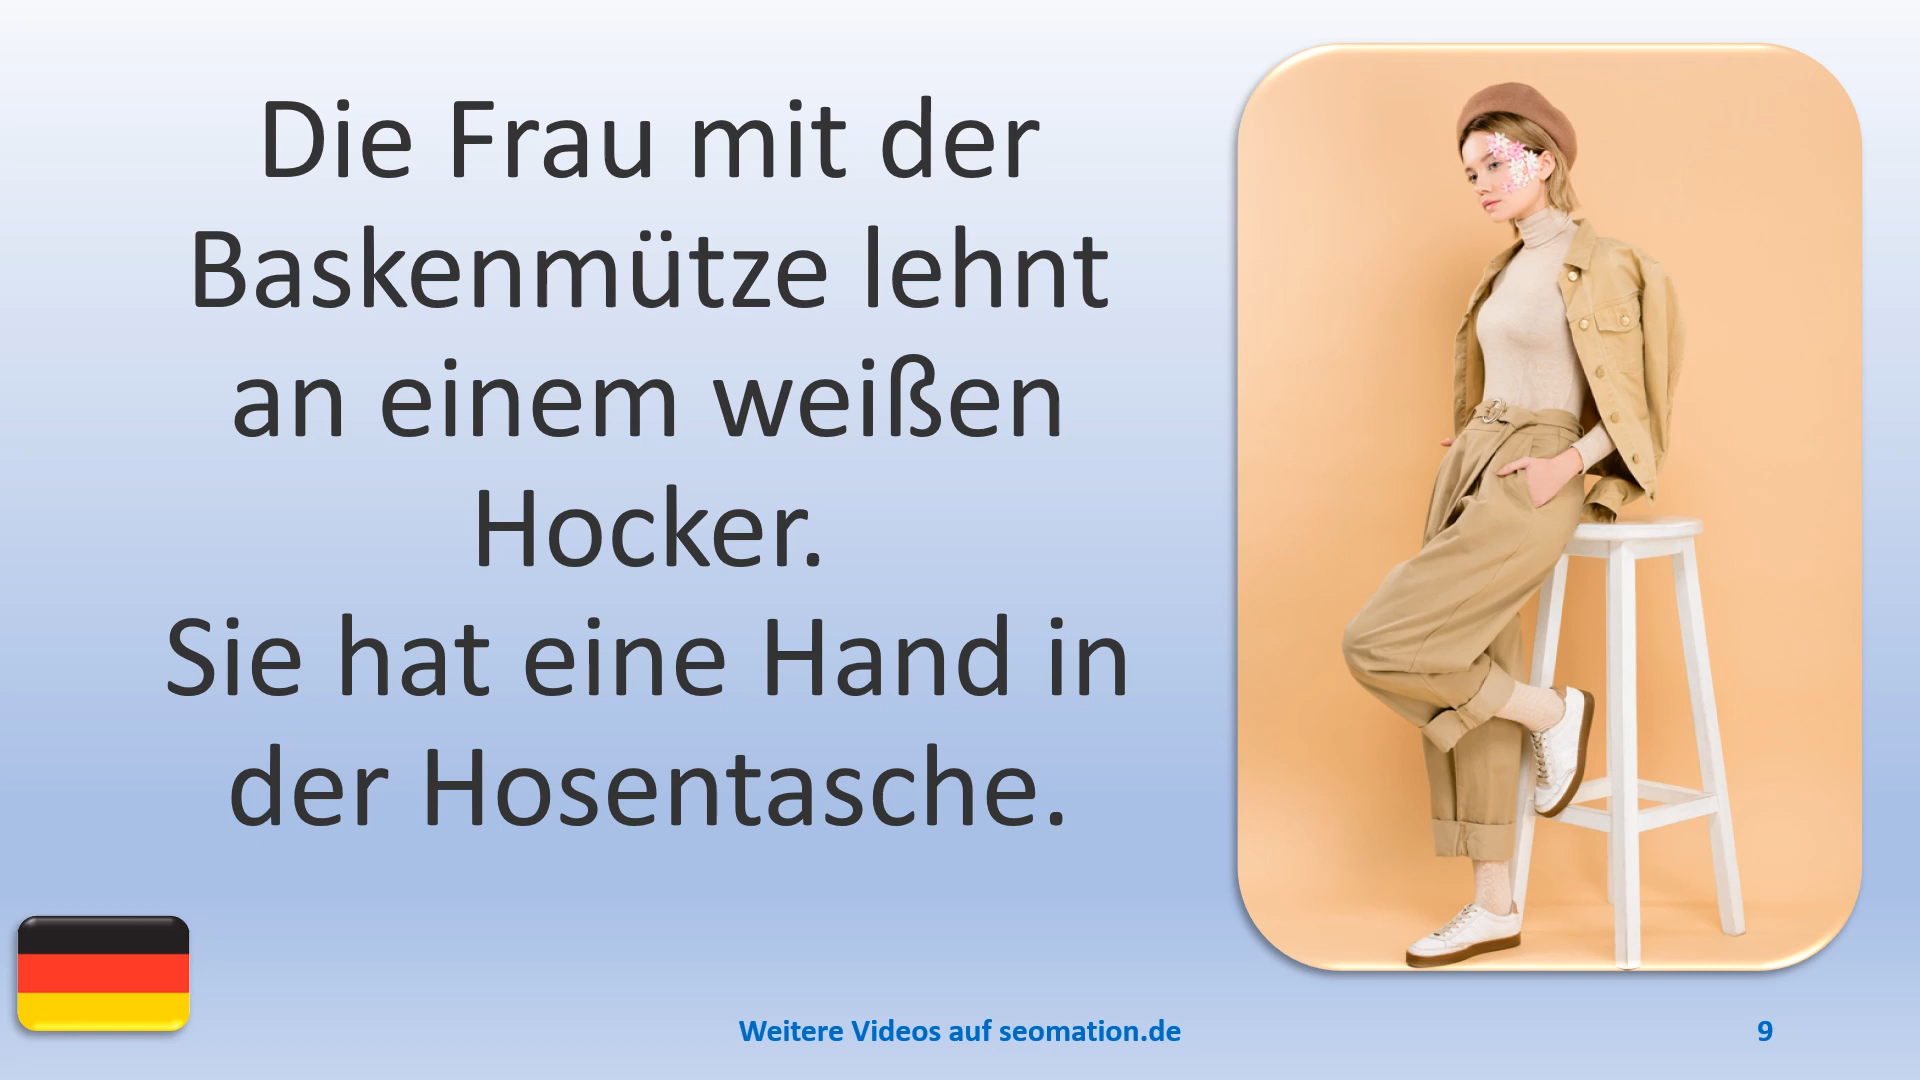 Die Frau mit der
Baskenmütze lehnt
an einem weißen
Hocker.
Sie hat eine Hand in
der Hosentasche.
Weitere Videos auf seomation.de
9